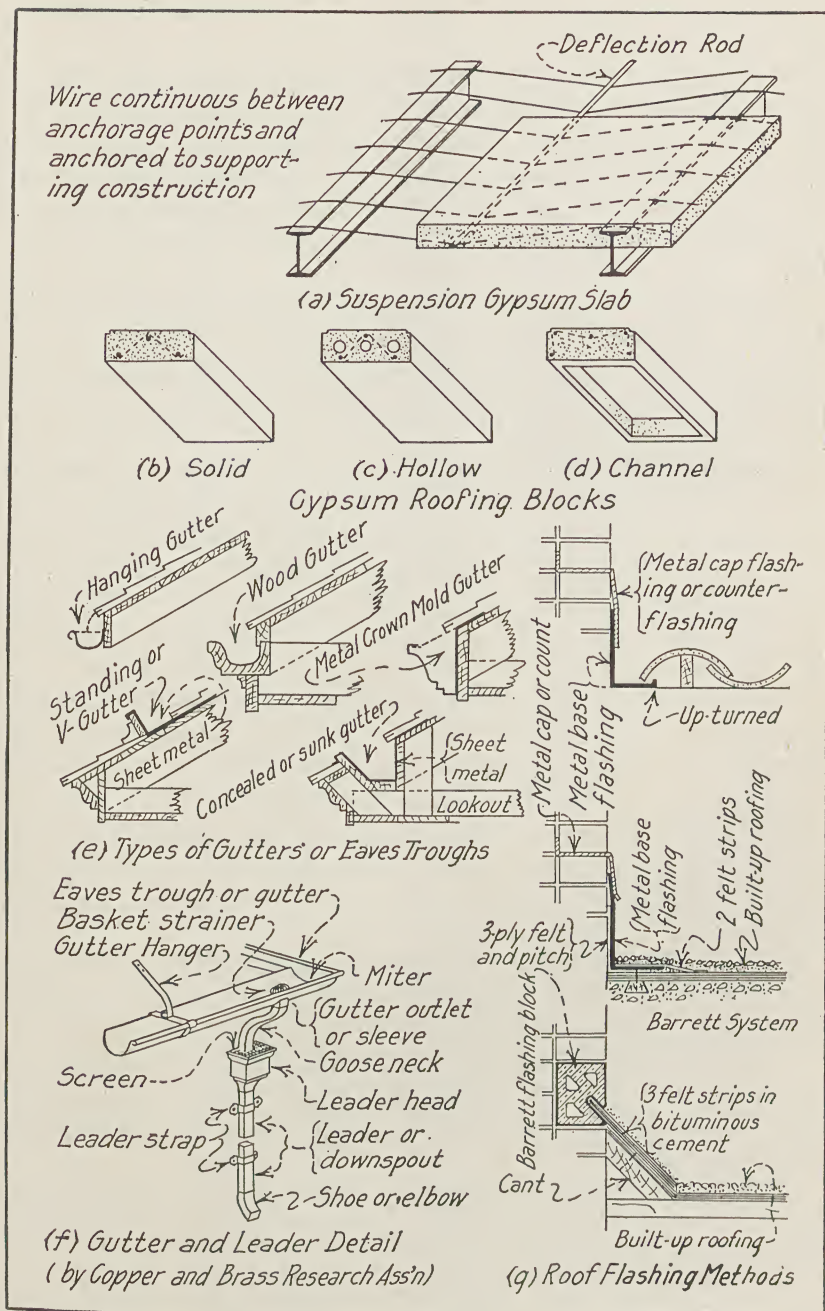 Deflection Rod
Wire continuous between
anchorage points and
anchored to support-
ing construction
(a) Suspension Gypsum Slab
(b) Solid
(c) Hollow
(d) Channel
Gypsum Roofing Blocks
Hanging Gutter
Wood Gutter
Metal Crown Mold Gutter
Standing or
V-Gutter
Sheet metal
Concealed or sunk gutter
Sheet
metal
Lookout
(e) Types of Gutters or Eaves Troughs
Metal cap flash-
ing or counter-
flashing
Up-turned
Metal cap or count
Metal base
flashing
Metal base
flashing
2 felt strips
Built-up roofing
3-ply felt
and pitch
Barrett System
Eaves trough or gutter
Basket strainer
Gutter Hanger
Miter
Gutter outlet
or sleeve
Goose neck
Screen
Leader head
Leader strap
Leader or
downspout
Shoe or elbow
(f) Gutter and Leader Detail
(by Copper and Brass Research Ass'n)
Barrett flashing block
3 felt strips in
bituminous
cement
Cant
Built-up roofing
(g) Roof Flashing Methods